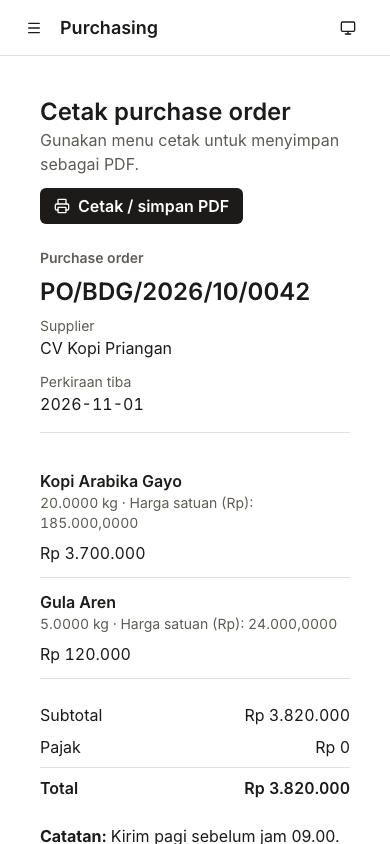 Purchasing
Cetak purchase order
Gunakan menu cetak untuk menyimpan
sebagai PDF.
Cetak / simpan PDF
Purchase order
PO/BDG/2026/10/0042
Supplier
CV Kopi Priangan
Perkiraan tiba
2026-11-01
Kopi Arabika Gayo
20.0000 kg · Harga satuan (Rp):
185.000,0000
Rp 3.700.000
Gula Aren
5.0000 kg · Harga satuan (Rp): 24.000,0000
Rp 120.000
Subtotal Rp 3.820.000
Pajak Rp 0
Total Rp 3.820.000
Catatan: Kirim pagi sebelum jam 09.00.